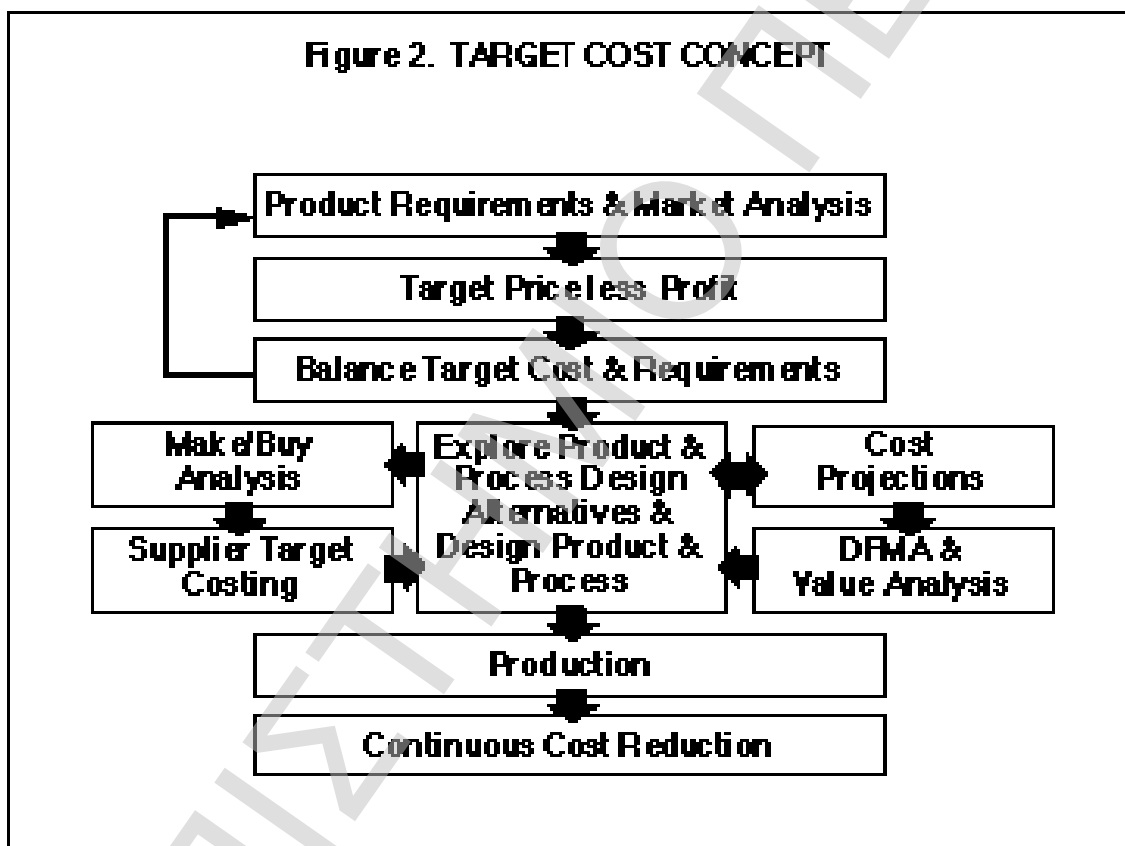 Figure 2. TARGET COST CONCEPT
Product Requirements & Market Analysis
Target Price less Profit
Balance Target Cost & Requirements
Make/Buy
Analysis
Supplier Target
Costing
Explore Product &
Process Design
Alternatives &
Design Product &
Process
Cost
Projections
DFMA &
Value Analysis
Production
Continuous Cost Reduction
ΠΙΣΤΗΜΙΟ ΠΕ